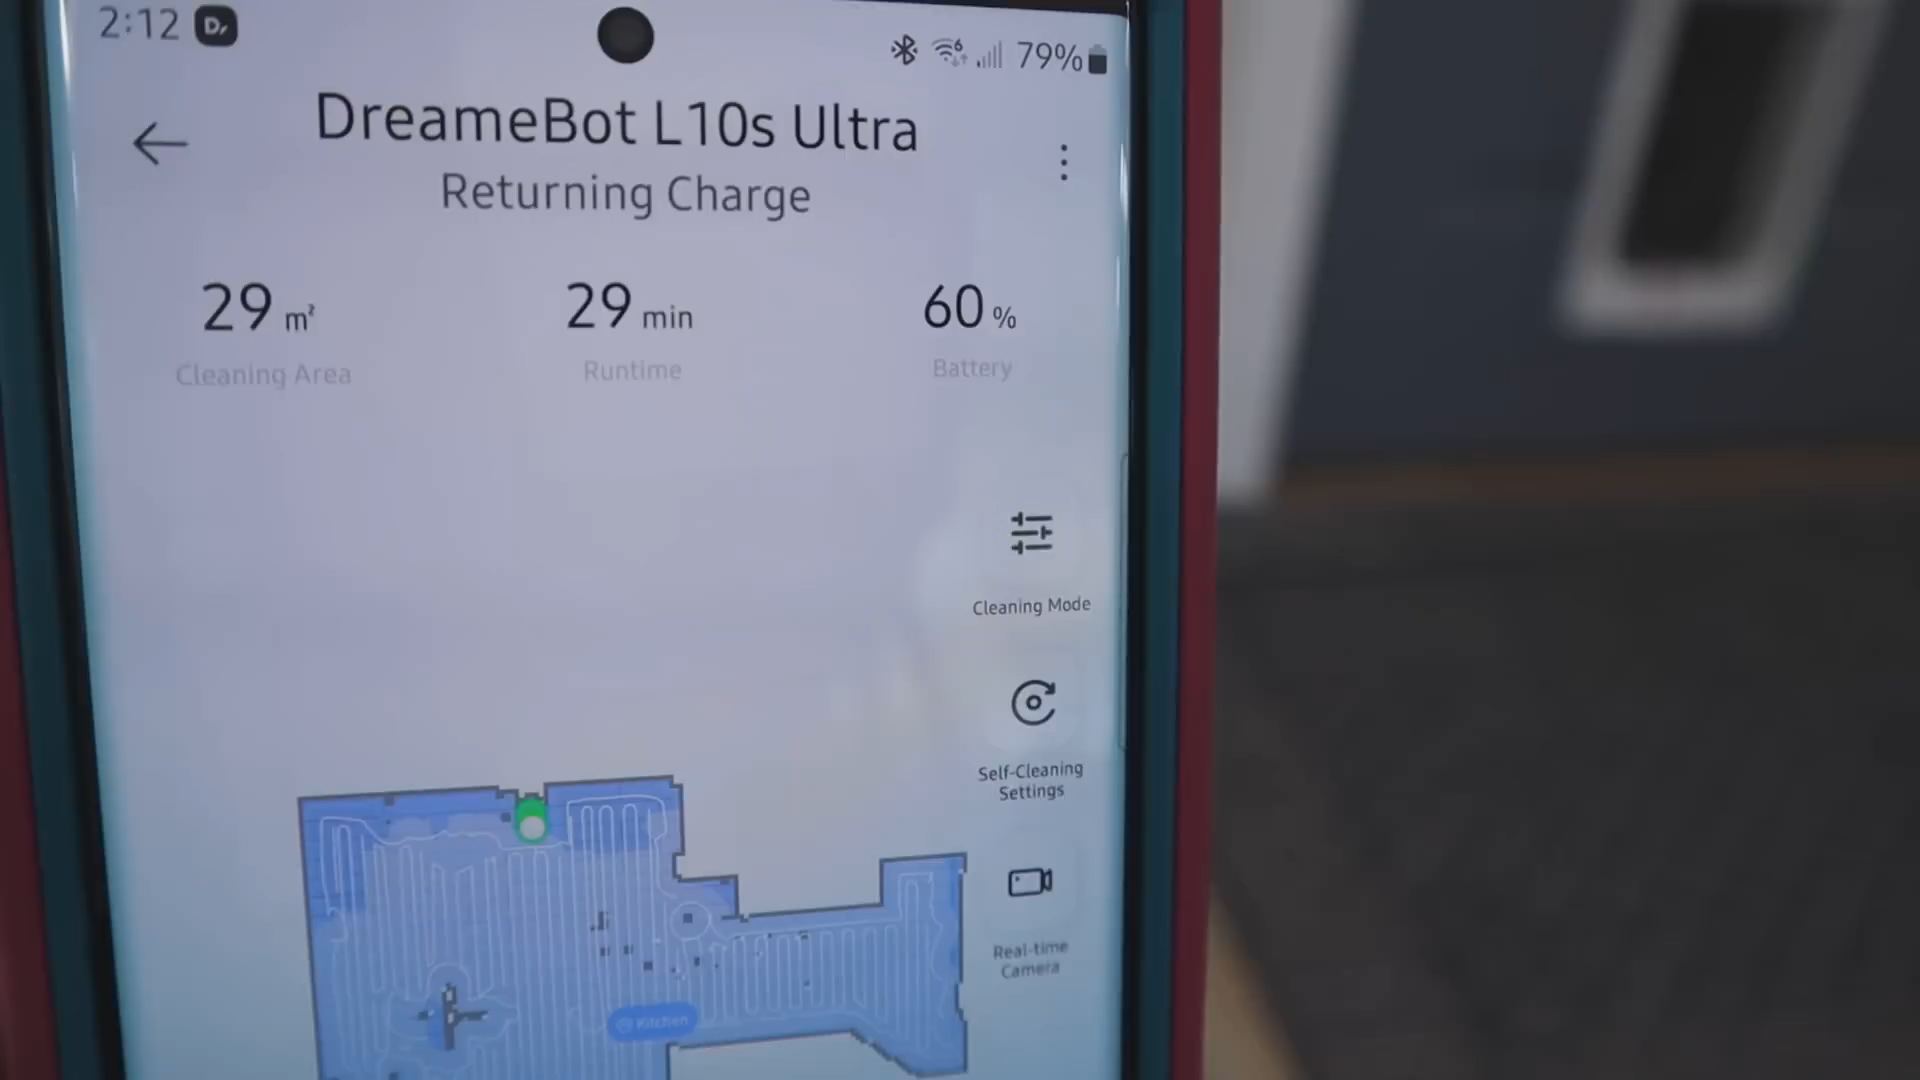 2:12
79%
DreameBot L10s Ultra
Returning Charge
29 m² 29 min 60 %
Cleaning Area Runtime Battery
Cleaning Mode
Self-Cleaning
Settings
Real-time
Camera
Kitchen